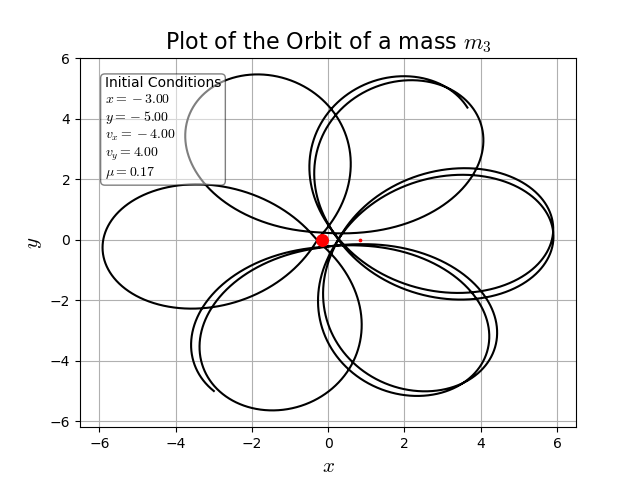 Plot of the Orbit of a mass m₃
Initial Conditions
x = −3.00
y = −5.00
vₓ = −4.00
v_y = 4.00
μ = 0.17
6
4
2
0
−2
−4
−6
y
−6 −4 −2 0 2 4 6
x